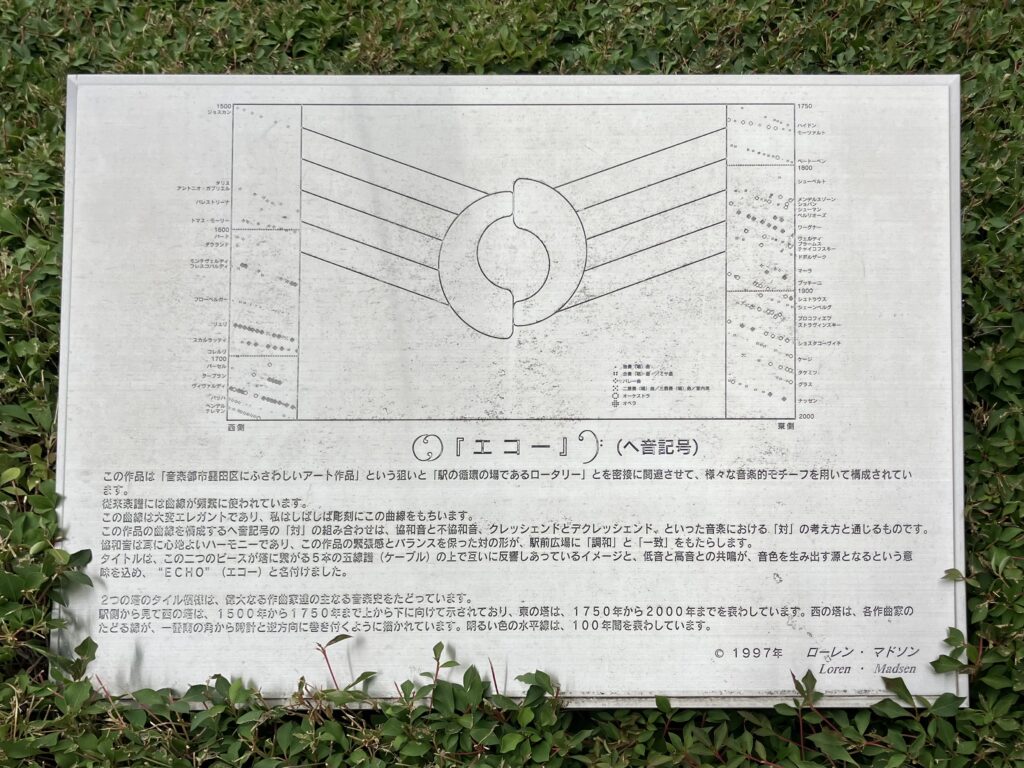 1500
ジョスカン
タリス
アントニオ・ガブリエル
パレストリーナ
トマス・モーリー
1600
バード
ダウランド
モンテヴェルディ
フレスコバルディ
フローベルガー
リュリ
スカルラッティ
コレルリ
1700
パーセル
クープラン
ヴィヴァルディ
バッハ
ヘンデル
テレマン
西側
1750
ハイドン
モーツァルト
ベートーベン
1800
シューベルト
メンデルスゾーン
ショパン
シューマン
ベルリオーズ
ワーグナー
ヴェルディ
ブラームス
チャイコフスキー
ドボルザーク
マーラ
プッチーニ
1900
シュトラウス
シェーンベルグ
プロコフィエフ
ストラヴィンスキー
ショスタコーヴィチ
ケージ
タケミツ
グラス
ナッセン
2000
東側
バレー曲
オーケストラ
オペラ
『エコー』 (ヘ音記号)
この作品は「音楽都市墨田区にふさわしいアート作品」という狙いと「駅の循環の場であるロータリー」とを密接に関連させて、様々な音楽的モチーフを用いて構成されてい
ます。
従来楽譜には曲線が頻繁に使われています。
この曲線は大変エレガントであり、私はしばしば彫刻にこの曲線をもちいます。
この作品の曲線を構成するヘ音記号の「対」の組み合わせは、協和音と不協和音、クレッシェンドとデクレッシェンド。といった音楽における「対」の考え方と通じるものです。
協和音は耳に心地よいハーモニーであり、この作品の緊張感とバランスを保った対の形が、駅前広場に「調和」と「一致」をもたらします。
タイトルは、この二つのピースが塔に繋がる5本の五線譜(ケーブル)の上で互いに反響しあっているイメージと、低音と高音との共鳴が、音色を生み出す源となるという意
味を込め、“ECHO”(エコー)と名付けました。
2つの塔のタイル模様は、偉大なる作曲家達の主なる音楽史をたどっています。
駅側から見て西の塔は、1500年から1750年まで上から下に向けて示されており、東の塔は、1750年から2000年までを表わしています。西の塔は、各作曲家の
たどる線が、一番南の角から時計と逆方向に巻き付くように描かれています。明るい色の水平線は、100年間を表わしています。
© 1997年 ローレン・マドソン
Loren・Madsen